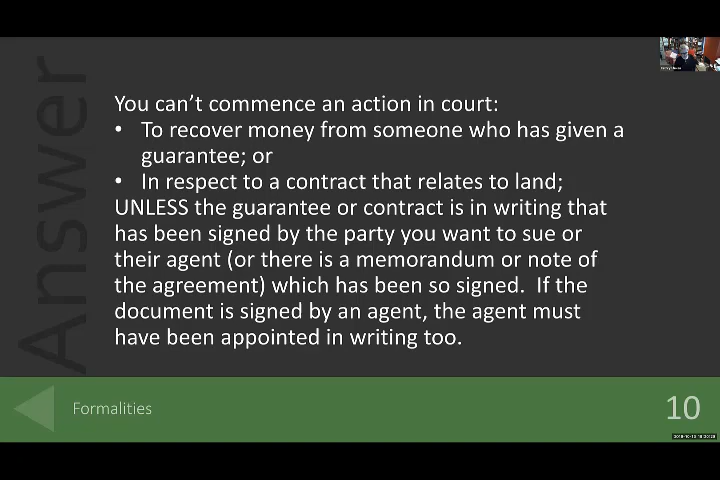 Answer
You can't commence an action in court:
• To recover money from someone who has given a
guarantee; or
• In respect to a contract that relates to land;
UNLESS the guarantee or contract is in writing that
has been signed by the party you want to sue or
their agent (or there is a memorandum or note of
the agreement) which has been so signed.  If the
document is signed by an agent, the agent must
have been appointed in writing too.
Formalities
10